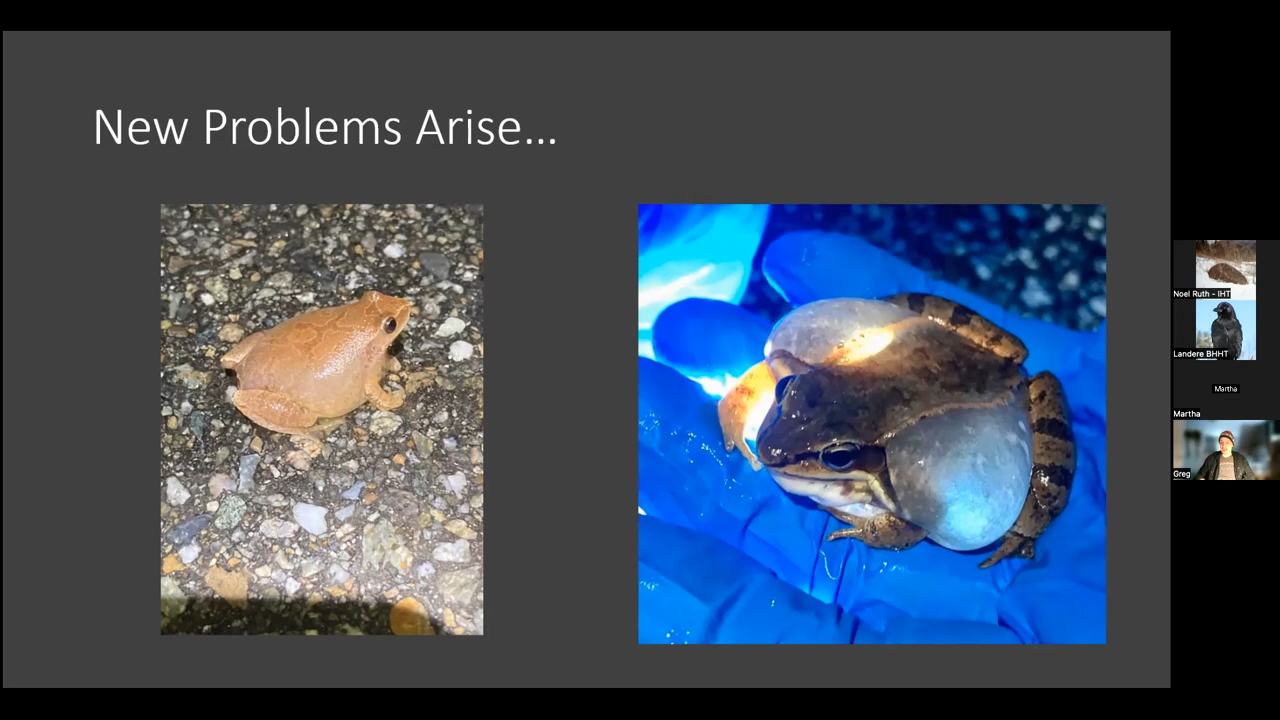 New Problems Arise...
Noel Ruth - IHT
Landere BHHT
Martha
Martha
Greg